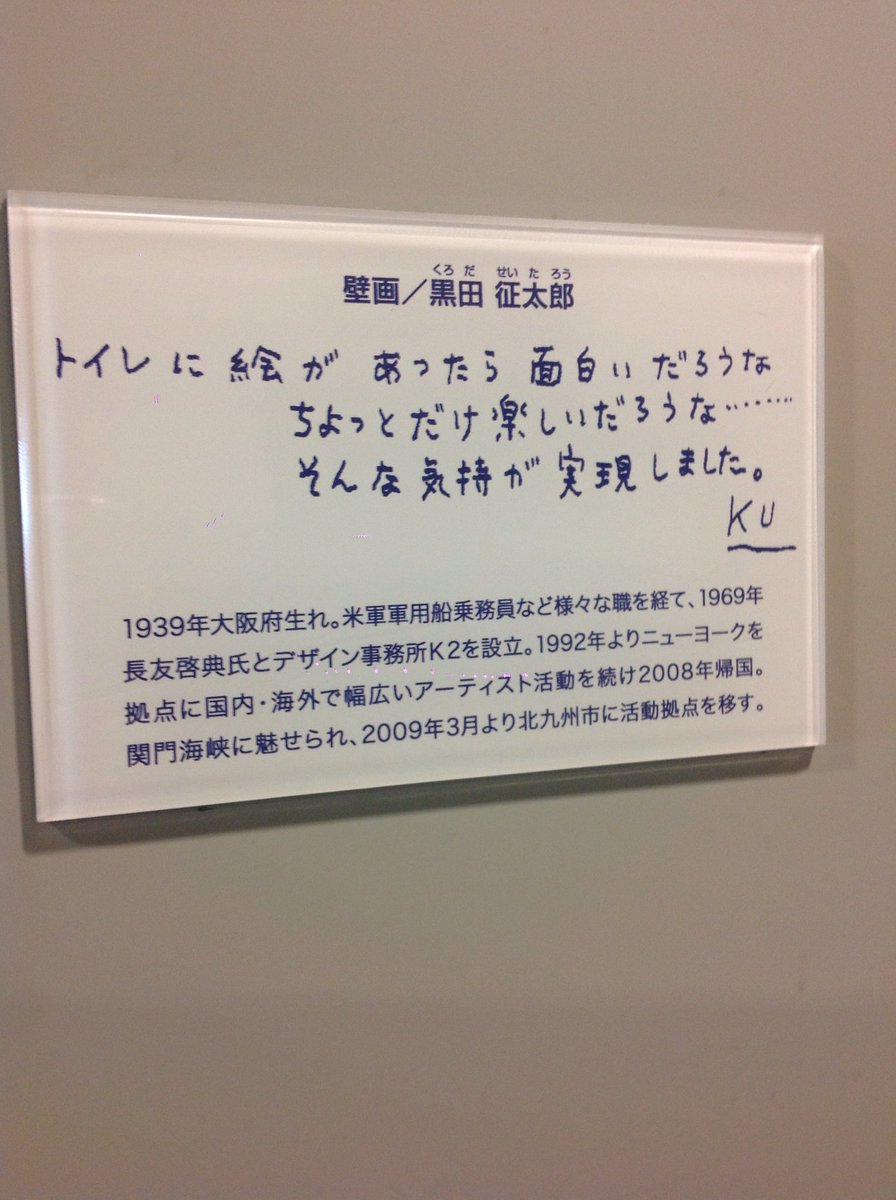 くろだ せいたろう
壁画／黒田 征太郎
トイレに絵があったら面白いだろうな
ちょっとだけ楽しいだろうな………
そんな気持が実現しました。
KU
1939年大阪府生れ。米軍軍用船乗務員など様々な職を経て、1969年
長友啓典氏とデザイン事務所K2を設立。1992年よりニューヨークを
拠点に国内・海外で幅広いアーティスト活動を続け2008年帰国。
関門海峡に魅せられ、2009年3月より北九州市に活動拠点を移す。